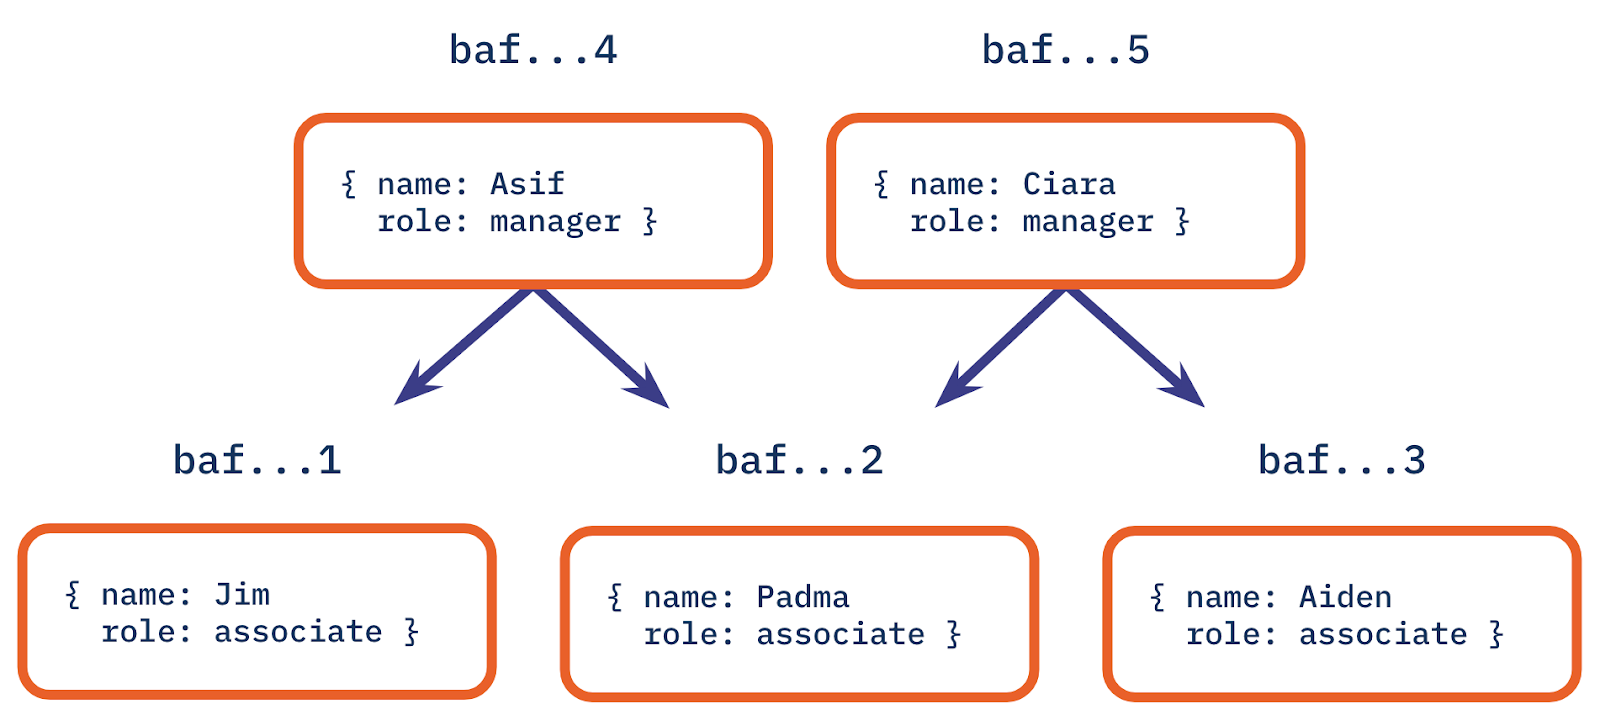 baf...4
baf...5
{ name: Asif
role: manager }
{ name: Ciara
role: manager }
baf...1
baf...2
baf...3
{ name: Jim
role: associate }
{ name: Padma
role: associate }
{ name: Aiden
role: associate }